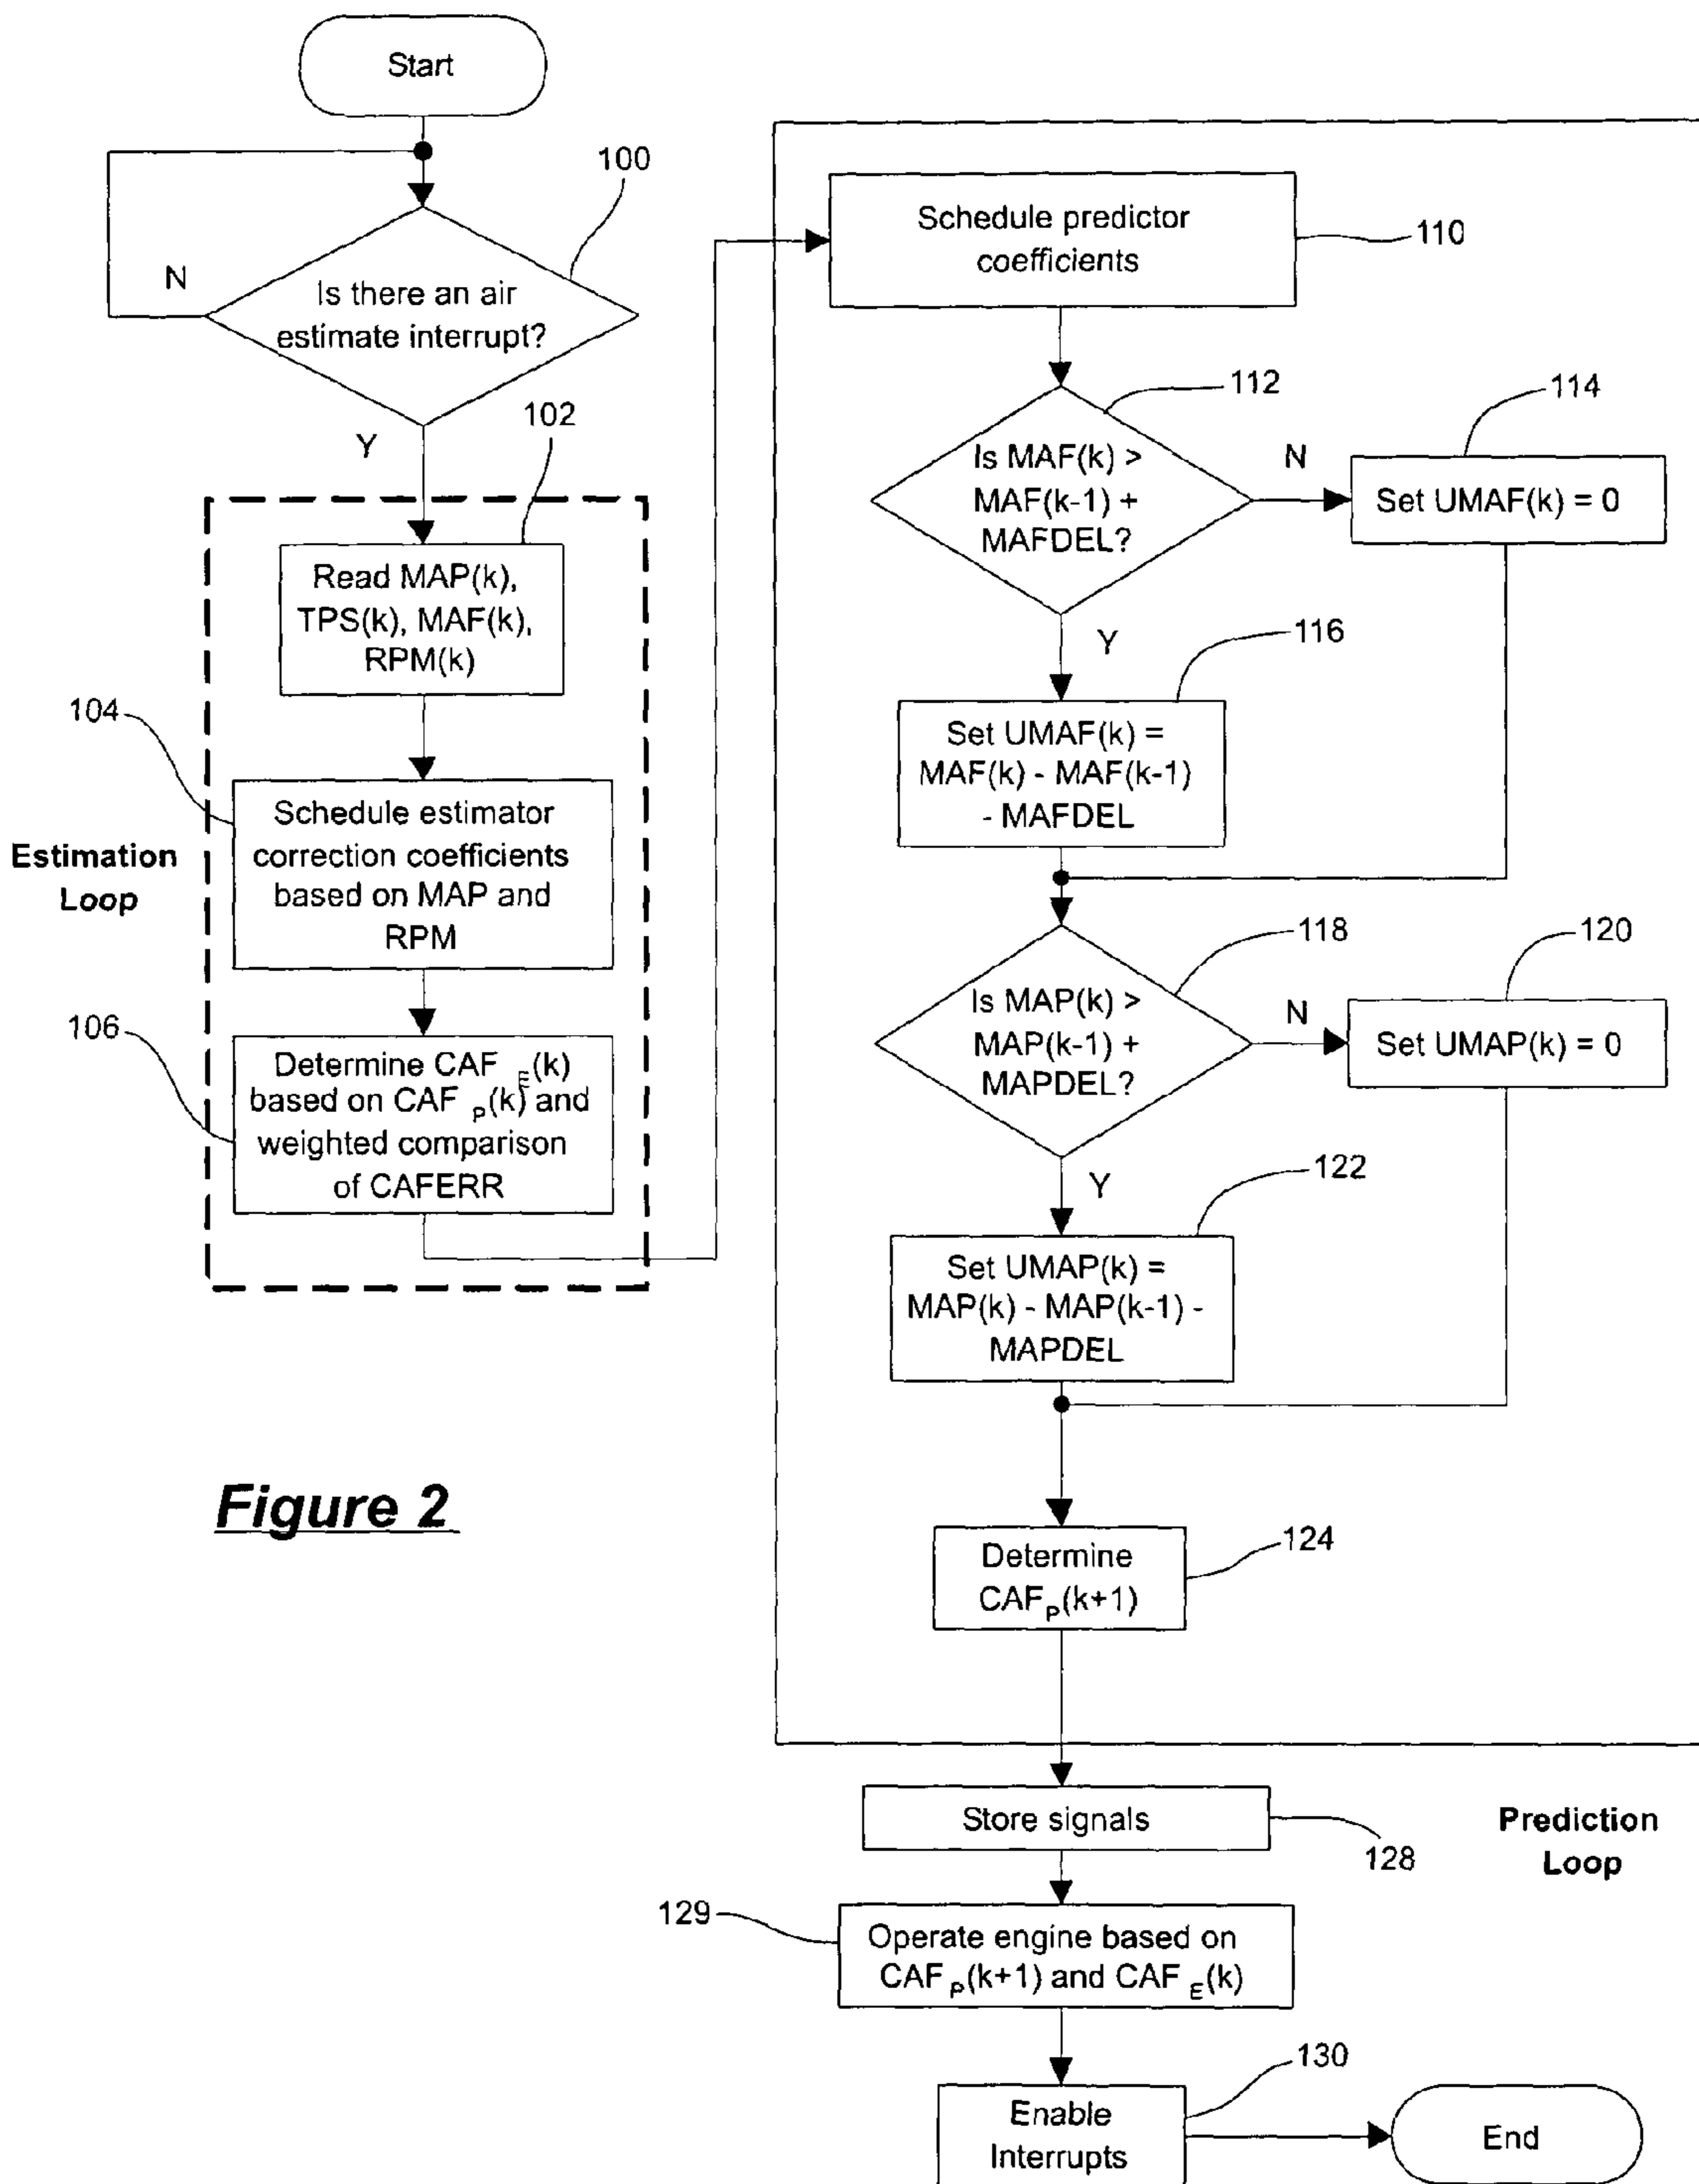 Start
100
N
Is there an air
estimate interrupt?
Y
102
Read MAP(k),
TPS(k), MAF(k),
RPM(k)
104
Schedule estimator
correction coefficients
based on MAP and
RPM
Estimation
Loop
106
Determine CAF E(k)
based on CAF P(k) and
weighted comparison
of CAFERR
Schedule predictor
coefficients
110
112
Is MAF(k) >
MAF(k-1) +
MAFDEL?
N
114
Set UMAF(k) = 0
Y
116
Set UMAF(k) =
MAF(k) - MAF(k-1)
- MAFDEL
118
Is MAP(k) >
MAP(k-1) +
MAPDEL?
N
120
Set UMAP(k) = 0
Y
122
Set UMAP(k) =
MAP(k) - MAP(k-1) -
MAPDEL
124
Determine
CAFP(k+1)
Figure 2
Store signals
128
Prediction
Loop
129
Operate engine based on
CAF P(k+1) and CAF E(k)
130
Enable
Interrupts
End